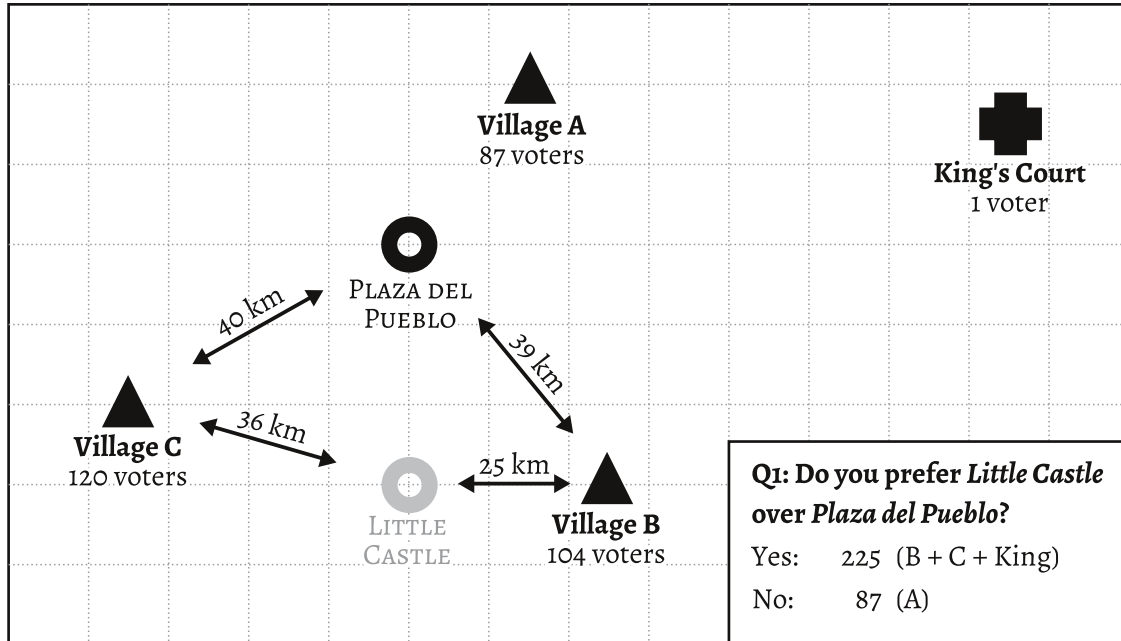 Village A
87 voters
King's Court
1 voter
Plaza del
Pueblo
40 km
39 km
Village C
120 voters
36 km
25 km
Little
Castle
Village B
104 voters
Q1: Do you prefer Little Castle
over Plaza del Pueblo?
Yes: 225 (B + C + King)
No: 87 (A)